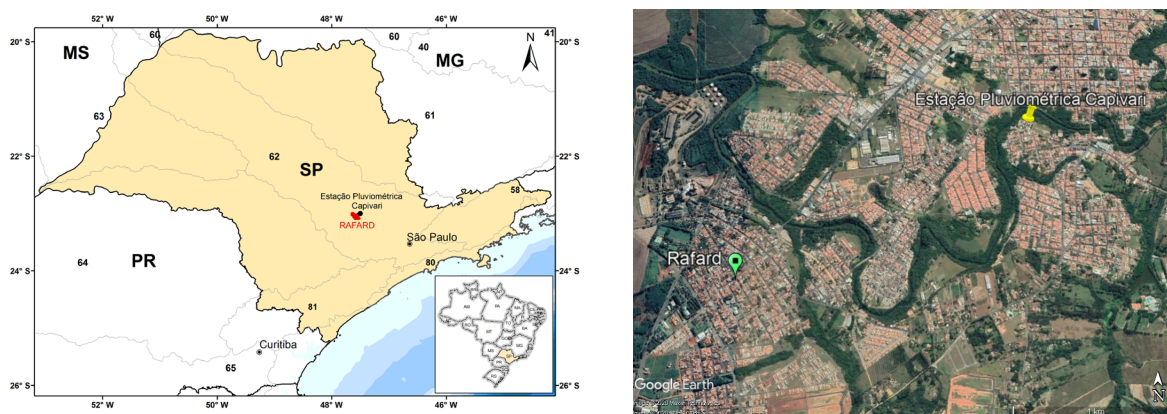 52° W
50° W
48° W
46° W
20° S
60
60
40
41
20° S
MS
MG
N
63
61
22° S
62
SP
22° S
58
Estação Pluviométrica
Capivari
RAFARD
São Paulo
24° S
64
PR
80
24° S
81
Curitiba
65
26° S
26° S
52° W
50° W
48° W
46° W
Estação Pluviométrica Capivari
Rafard
Google Earth
N
1 km